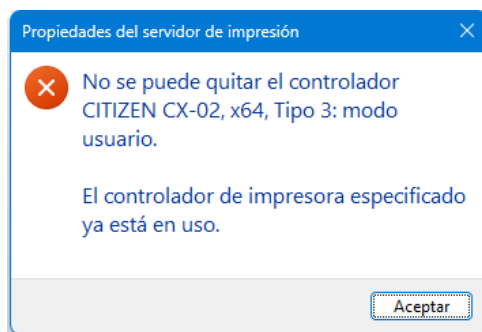 Propiedades del servidor de impresión
No se puede quitar el controlador
CITIZEN CX-02, x64, Tipo 3: modo
usuario.
El controlador de impresora especificado
ya está en uso.
Aceptar